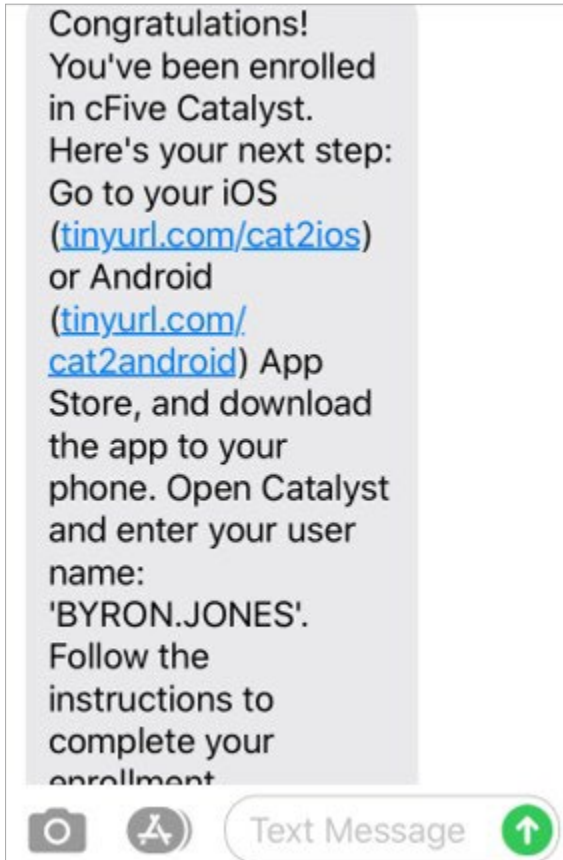 Congratulations!
You've been enrolled
in cFive Catalyst.
Here's your next step:
Go to your iOS
(tinyurl.com/cat2ios)
or Android
(tinyurl.com/
cat2android) App
Store, and download
the app to your
phone. Open Catalyst
and enter your user
name:
'BYRON.JONES'.
Follow the
instructions to
complete your
enrollment
Text Message